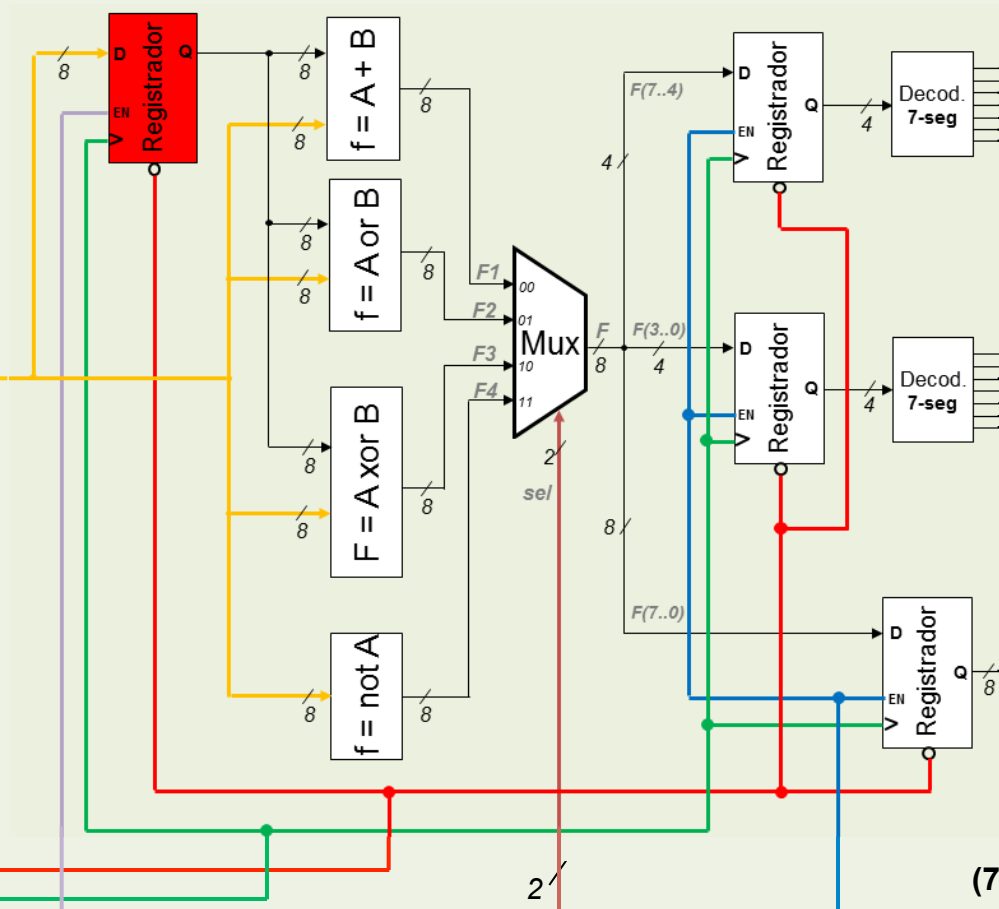 D
Q
EN
>
Registrador
8
8
8
f = A + B
8
8
8
f = A or B
8
8
8
F = A xor B
8
8
f = not A
8
F1
F2
F3
F4
00
01
10
11
Mux
2
sel
F
8
F(7..4)
4
F(3..0)
4
8
F(7..0)
D
Q
EN
>
Registrador
4
Decod.
7-seg
D
Q
EN
>
Registrador
4
Decod.
7-seg
D
Q
EN
>
Registrador
8
2
(7